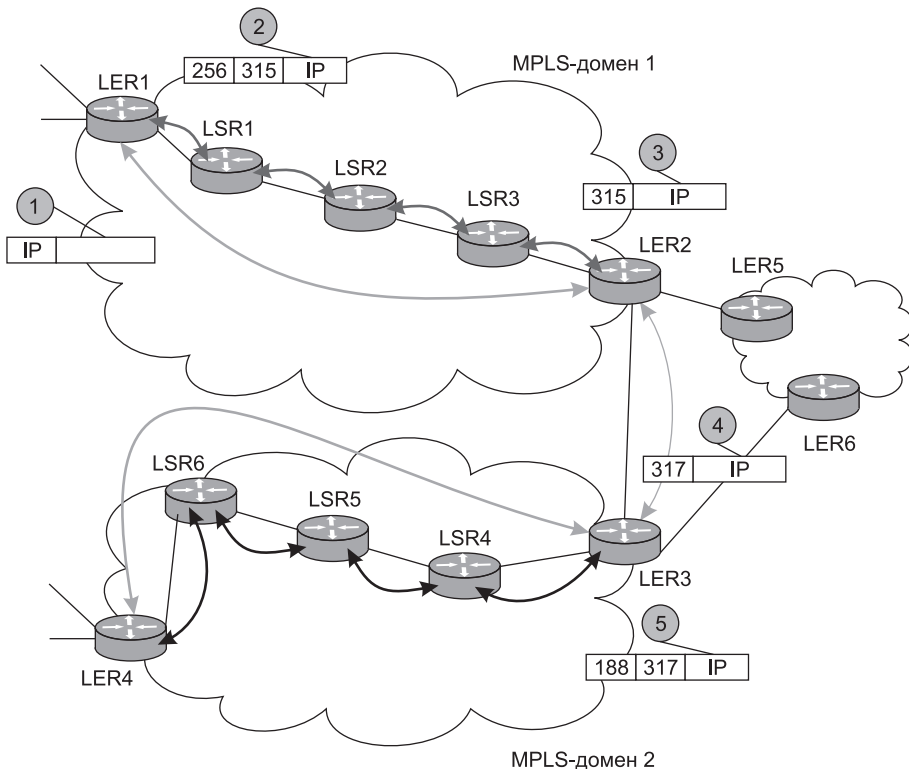 2
256 315 IP
MPLS-домен 1
LER1
LSR1
LSR2
3
LSR3
315 IP
1
IP
LER2
LER5
4
LER6
317 IP
LSR6
LSR5
LSR4
LER3
5
LER4
188 317 IP
MPLS-домен 2